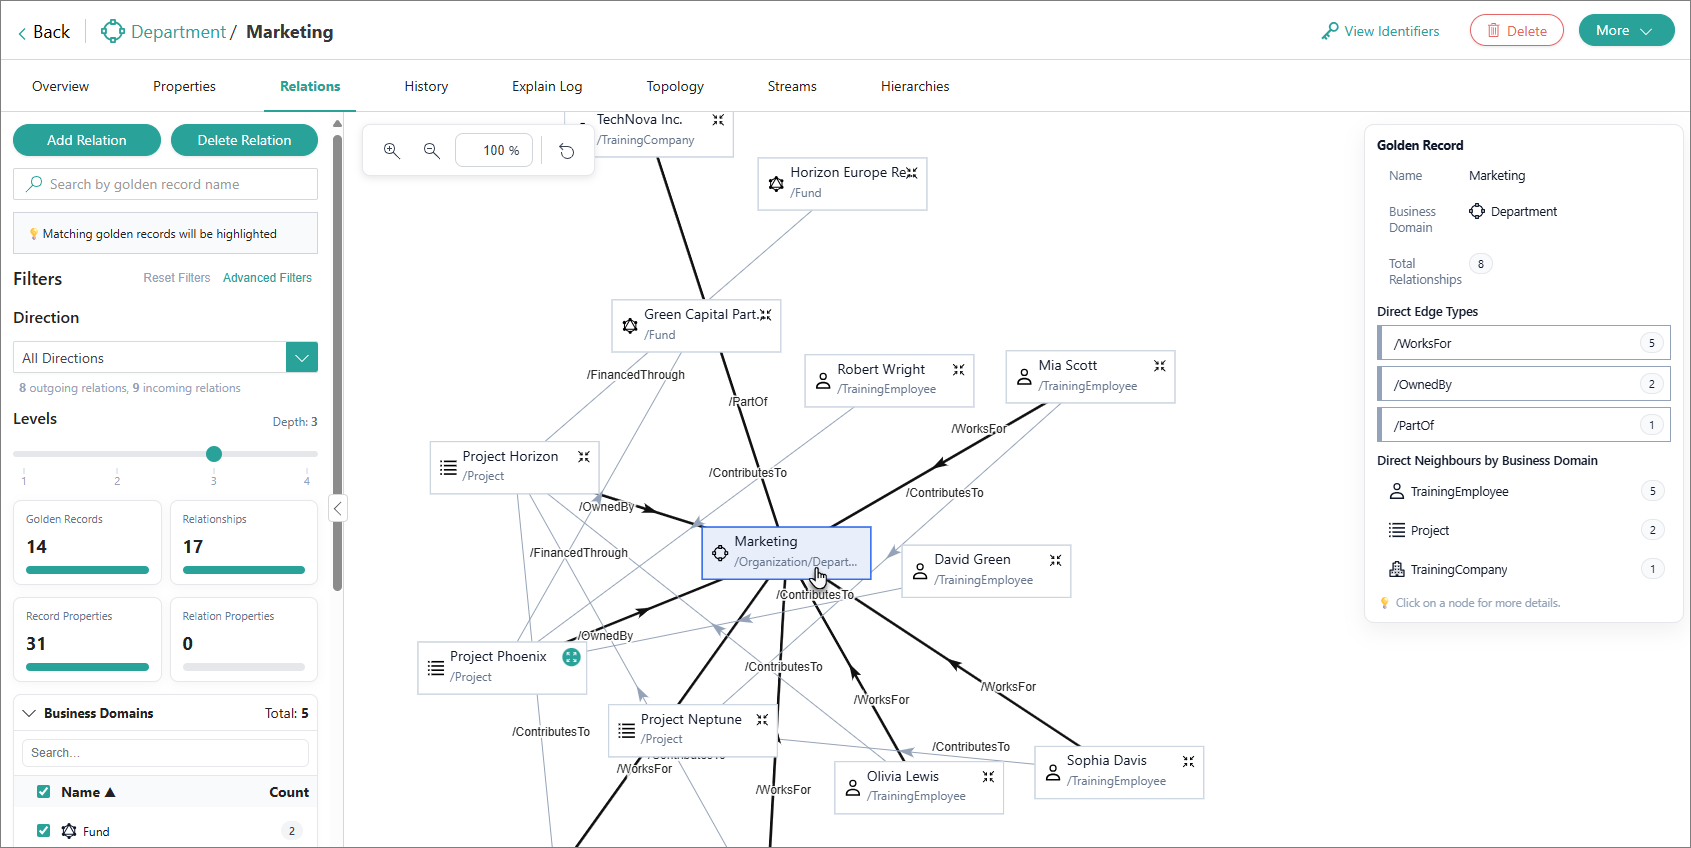 Back
Department / Marketing
View Identifiers
Delete
More
Overview
Properties
Relations
History
Explain Log
Topology
Streams
Hierarchies
Add Relation
Delete Relation
Search by golden record name
Matching golden records will be highlighted
Filters
Reset Filters
Advanced Filters
Direction
All Directions
8 outgoing relations, 9 incoming relations
Levels
Depth: 3
1
2
3
4
Golden Records
14
Relationships
17
Record Properties
31
Relation Properties
0
Business Domains
Total: 5
Search...
Name
Count
Fund
2
100 %
TechNova Inc.
/TrainingCompany
Horizon Europe Re
/Fund
Green Capital Part..
/Fund
/FinancedThrough
/PartOf
Robert Wright
/TrainingEmployee
Mia Scott
/TrainingEmployee
/WorksFor
Project Horizon
/Project
/ContributesTo
/ContributesTo
/OwnedBy
Marketing
/Organization/Depart...
/FinancedThrough
David Green
/TrainingEmployee
/ContributesTo
/OwnedBy
Project Phoenix
/Project
/ContributesTo
/WorksFor
/WorksFor
Project Neptune
/Project
/ContributesTo
/ContributesTo
/ContributesTo
/WorksFor
/WorksFor
Olivia Lewis
/TrainingEmployee
Sophia Davis
/TrainingEmployee
Golden Record
Name
Marketing
Business
Domain
Department
Total
Relationships
8
Direct Edge Types
/WorksFor
5
/OwnedBy
2
/PartOf
1
Direct Neighbours by Business Domain
TrainingEmployee
5
Project
2
TrainingCompany
1
Click on a node for more details.